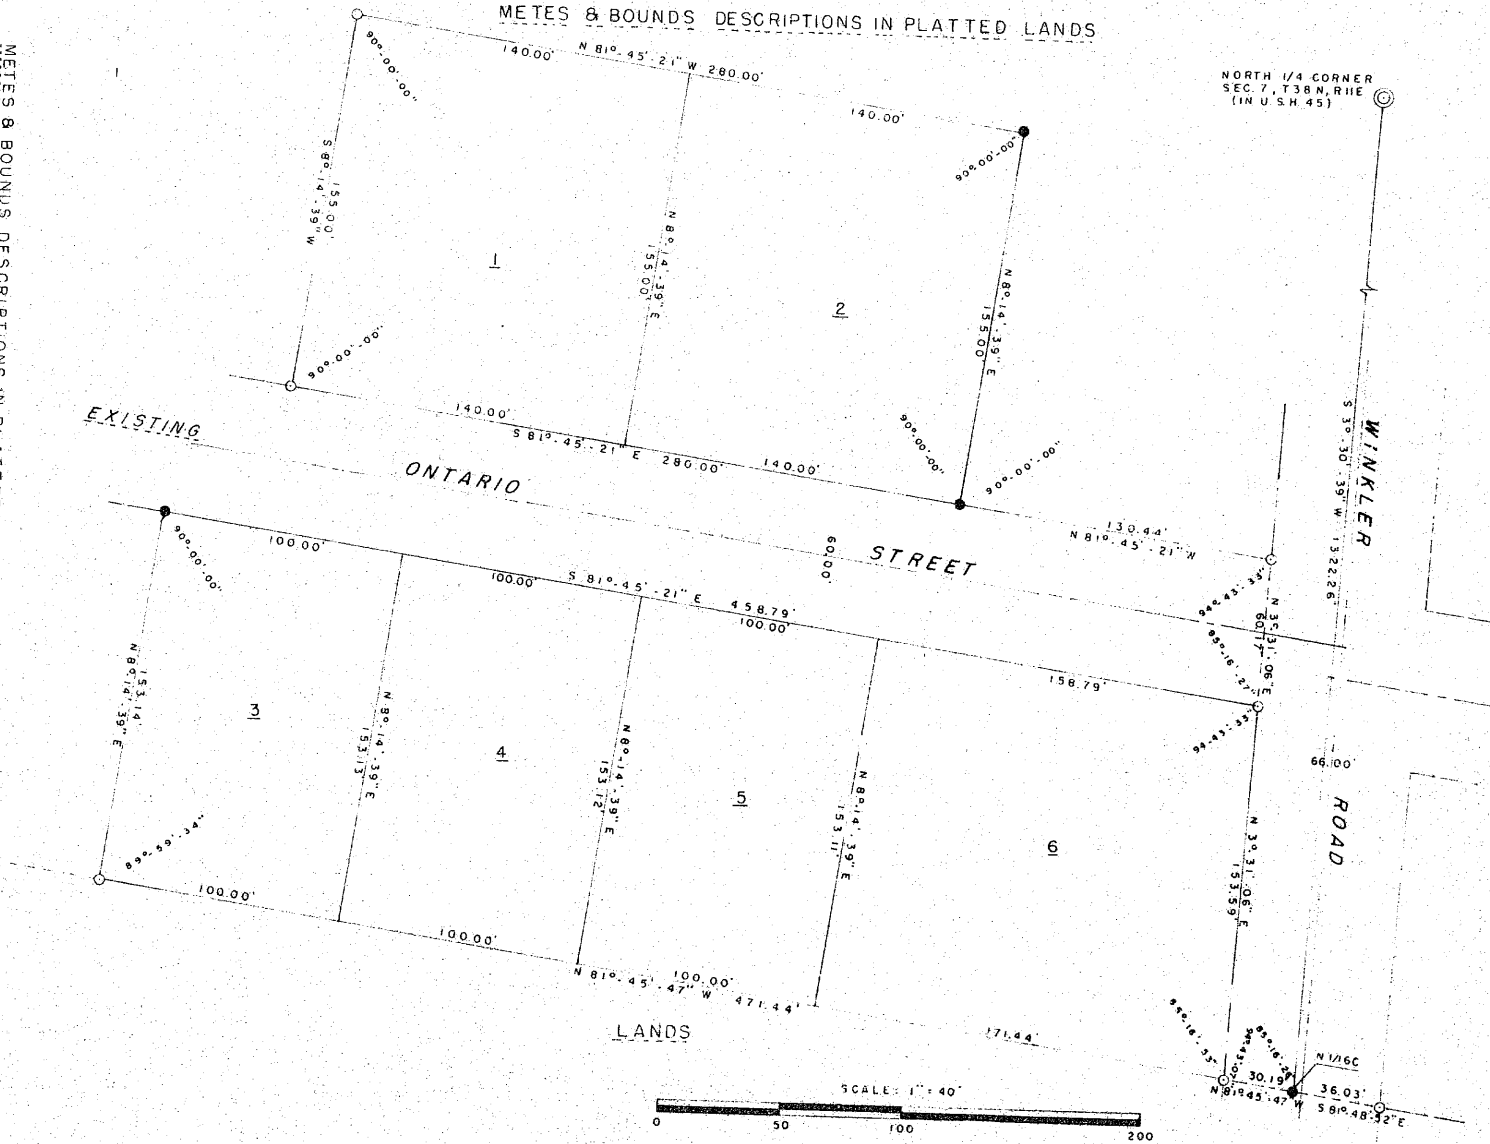 METES & BOUNDS DESCRIPTIONS IN PLATTED LANDS
NORTH 1/4 CORNER
SEC. 7, T38N, R11E
(IN U.S.H. 45)
N 81°-45'-21" W 280.00'
140.00'
140.00'
90°-00'-00"
90°-00'-00"
155.00'
S 8°-14'-39" W
N 8°-14'-39" E
155.00'
N 8°-14'-39" E
155.00'
1
2
90°-00'-00"
90°-00'-00"
90°-00'-00"
140.00'
S 81°-45'-21" E 280.00'
140.00'
S 3°-30'-39" W 1322.26'
WINKLER
EXISTING
ONTARIO
STREET
60.00'
130.44'
N 81°-45'-21" W
94°-43'-33"
N 3°-31'-06" E
60.17'
85°-16'-27"
90°-00'-00"
100.00'
100.00'
S 81°-45'-21" E 458.79'
100.00'
158.79'
94-43'-33"
153.14'
N 8°-14'-39" E
N 8°-14'-39" E
153.13'
N 8°-14'-39" E
153.12'
N 8°-14'-39" E
153.11'
N 3°-31'-06" E
153.59'
3
4
5
6
66.00'
ROAD
89°-59'-34"
100.00'
100.00'
100.00'
N 81°-45'-47" W 471.44'
171.44'
LANDS
N 1/16C
30.19'
N 81°45'-47" W
36.03'
S 81°-48'-32" E
SCALE: 1" = 40'
0 50 100 200
METES & BOUNDS DESCRIPTIONS IN